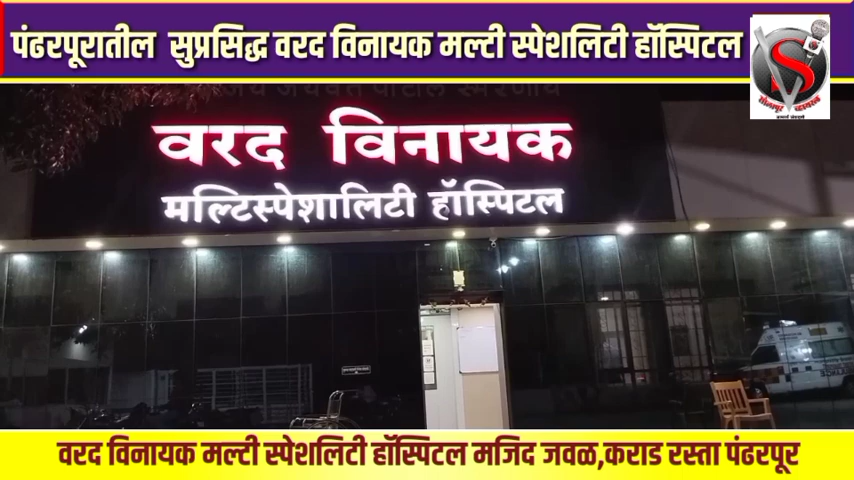 पंढरपूरातील सुप्रसिद्ध वरद विनायक मल्टी स्पेशलिटी हॉस्पिटल
सोलापूर व्हायरल
वरद विनायक
मल्टिस्पेशालिटी हॉस्पिटल
वरद विनायक मल्टी स्पेशलिटी हॉस्पिटल मजिद जवळ,कराड रस्ता पंढरपूर